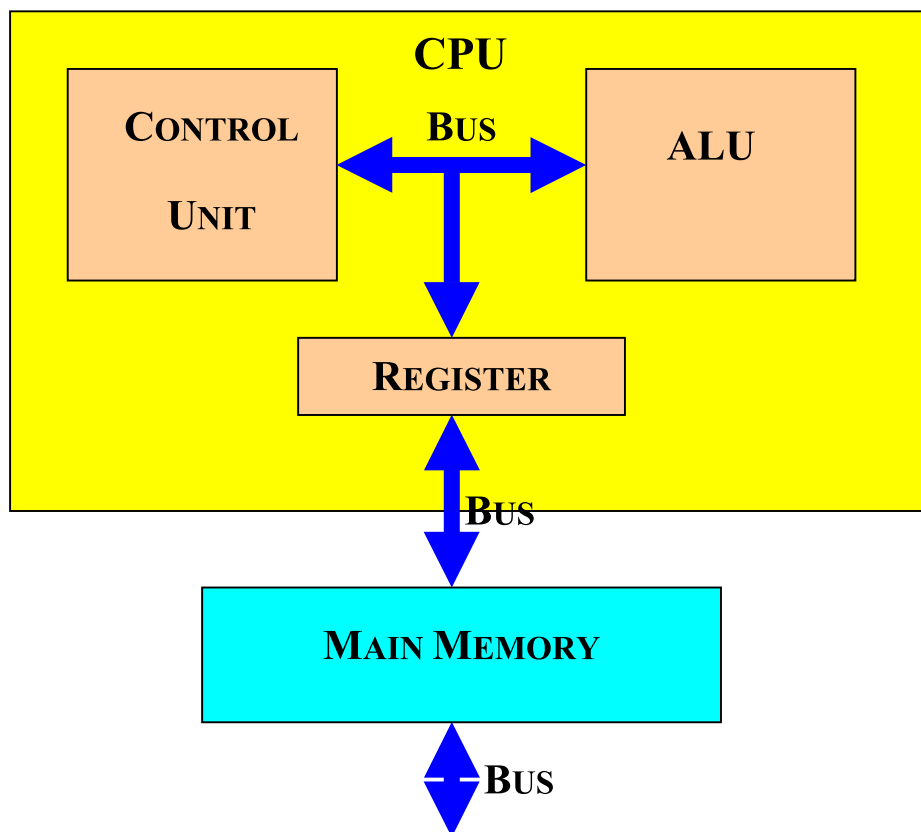 CPU
CONTROL
UNIT
BUS
ALU
REGISTER
BUS
MAIN MEMORY
BUS